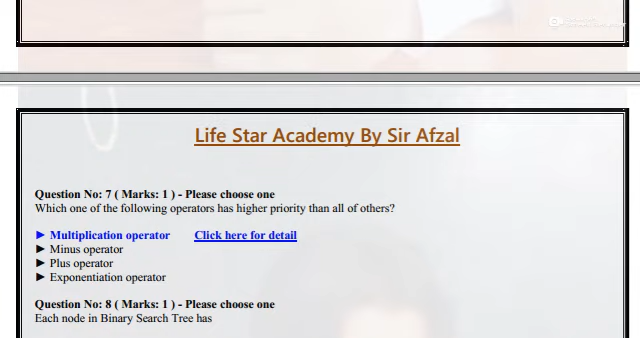 Life Star Academy By Sir Afzal
Question No: 7 ( Marks: 1 ) - Please choose one
Which one of the following operators has higher priority than all of others?
► Multiplication operator Click here for detail
► Minus operator
► Plus operator
► Exponentiation operator
Question No: 8 ( Marks: 1 ) - Please choose one
Each node in Binary Search Tree has